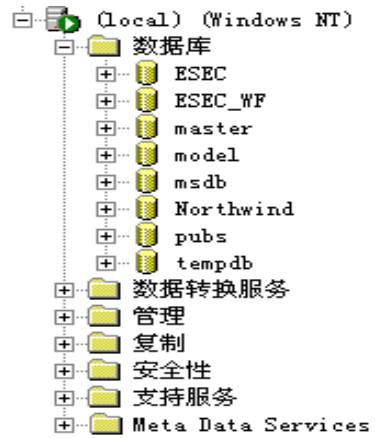 (local) (Windows NT)
数据库
ESEC
ESEC_WF
master
model
msdb
Northwind
pubs
tempdb
数据转换服务
管理
复制
安全性
支持服务
Meta Data Services